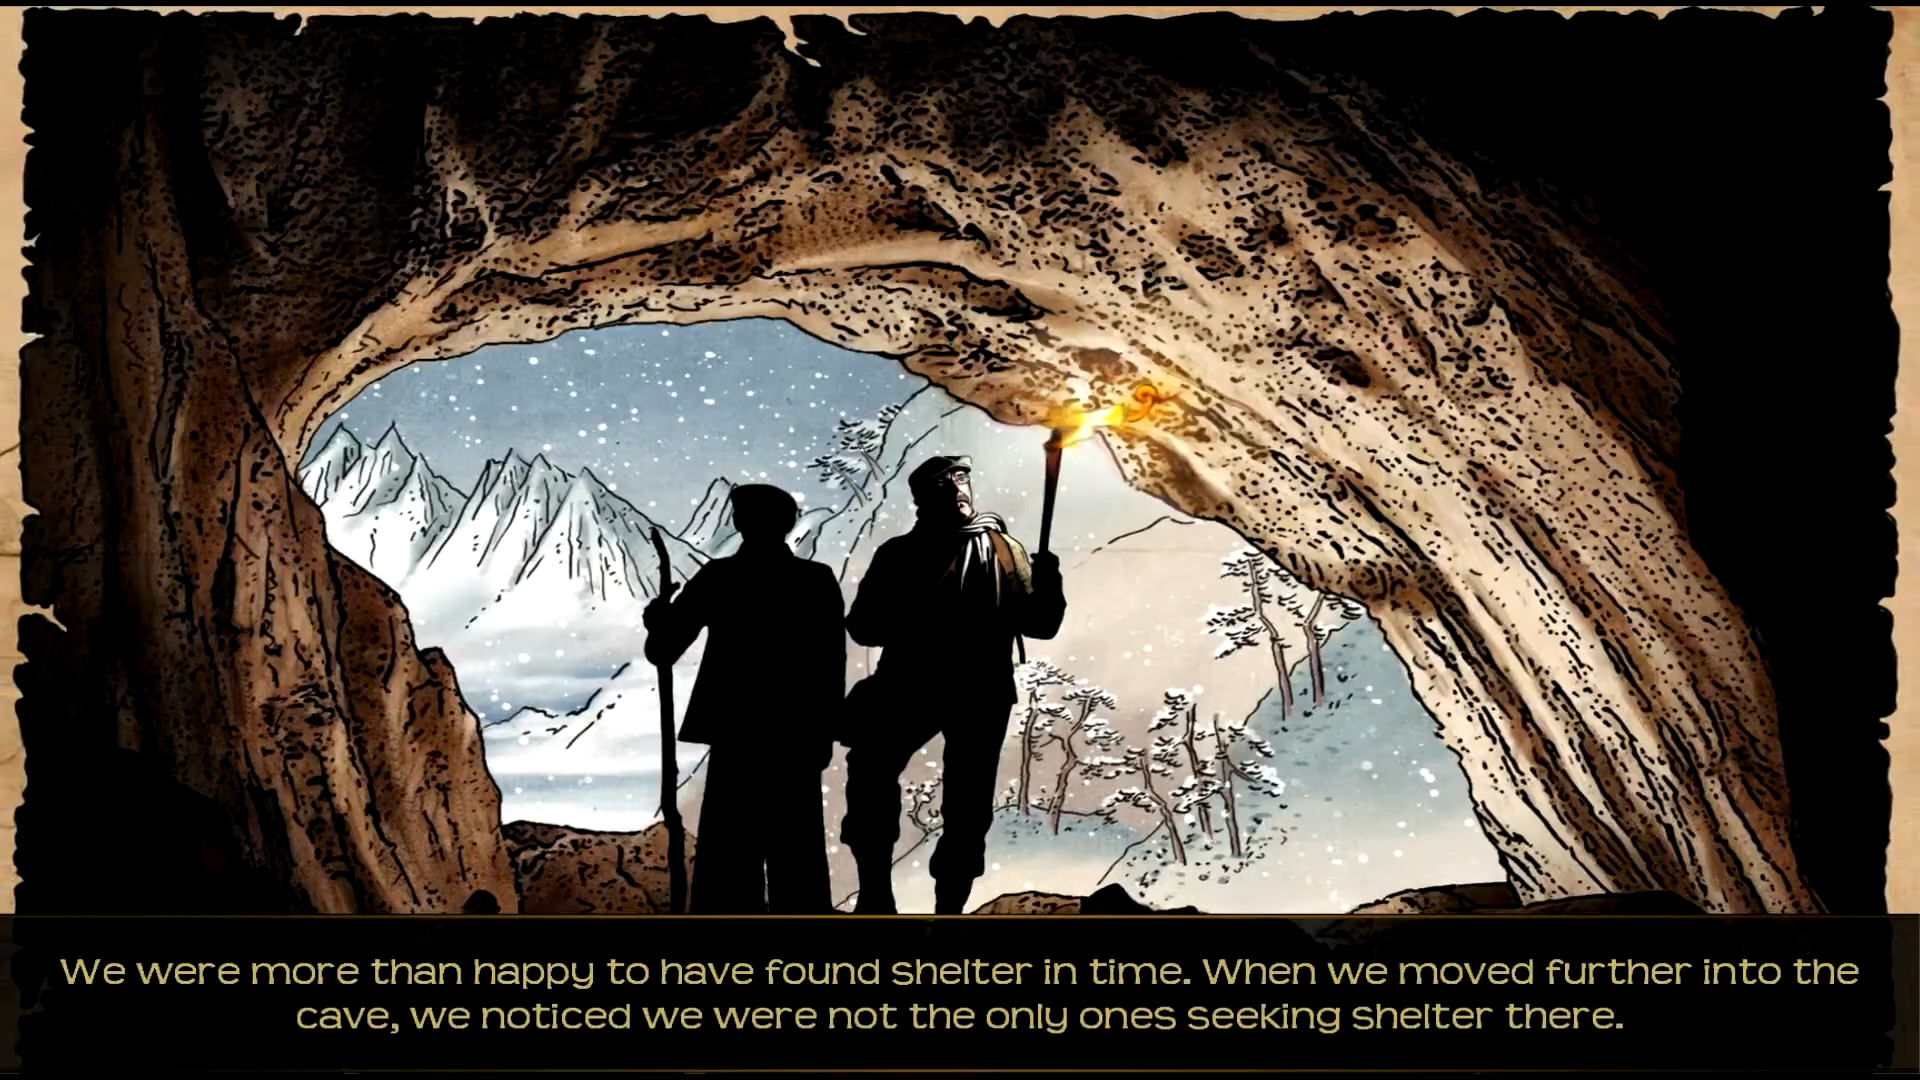 We were more than happy to have found shelter in time. When we moved further into the
cave, we noticed we were not the only ones seeking shelter there.